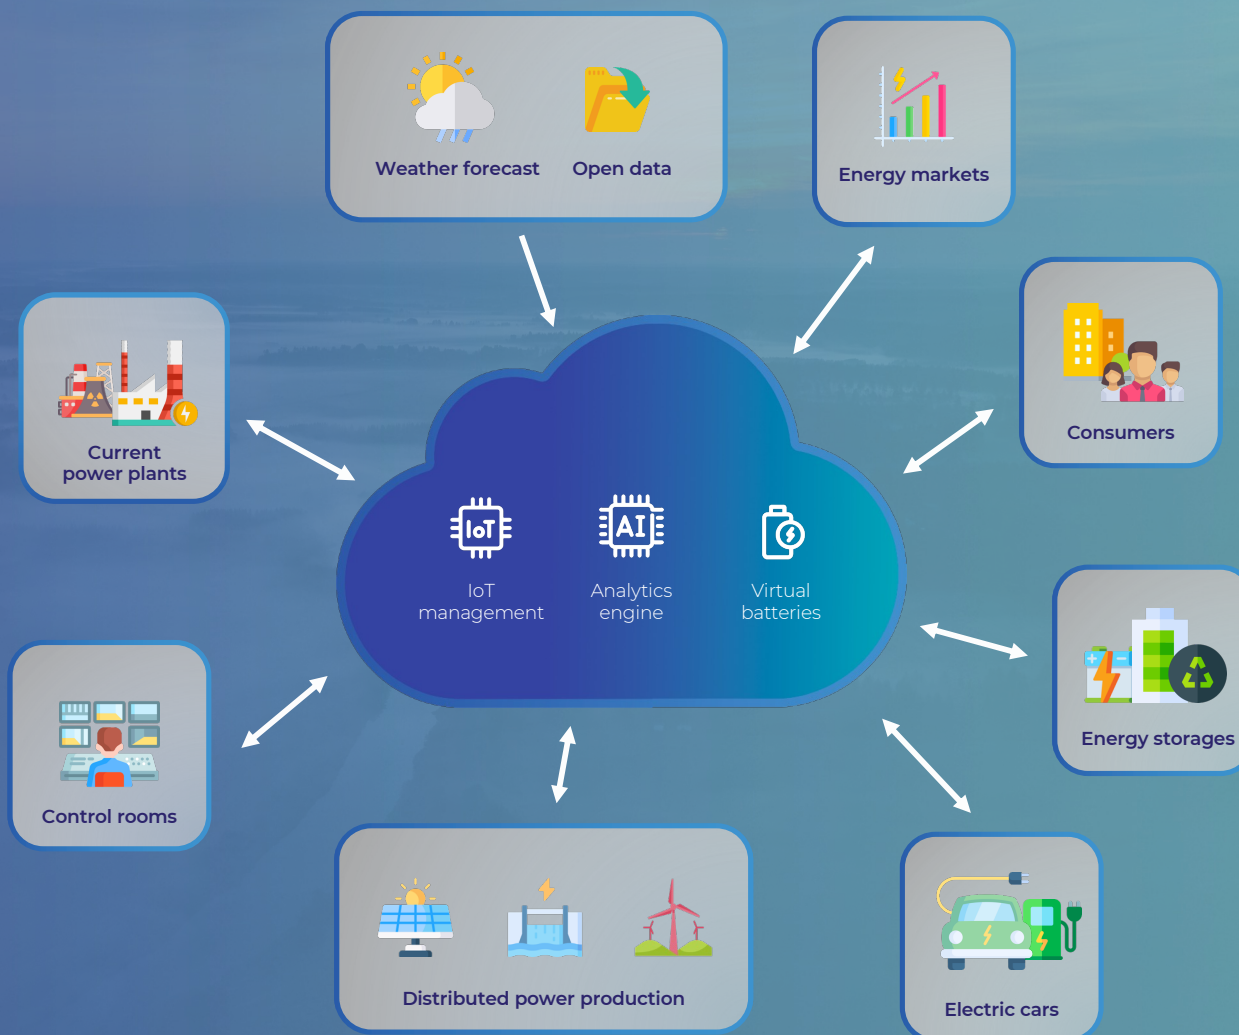 Weather forecast
Open data
Energy markets
Current
power plants
Consumers
IoT
AI
IoT
management
Analytics
engine
Virtual
batteries
Control rooms
Energy storages
Distributed power production
Electric cars